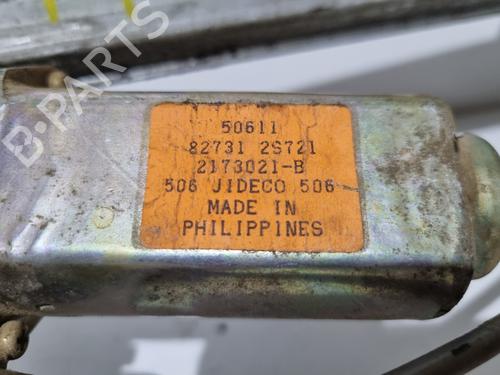 50611
82731 2S721
2173021-B
506 JIDECO 506
MADE IN
PHILIPPINES
B-Parts